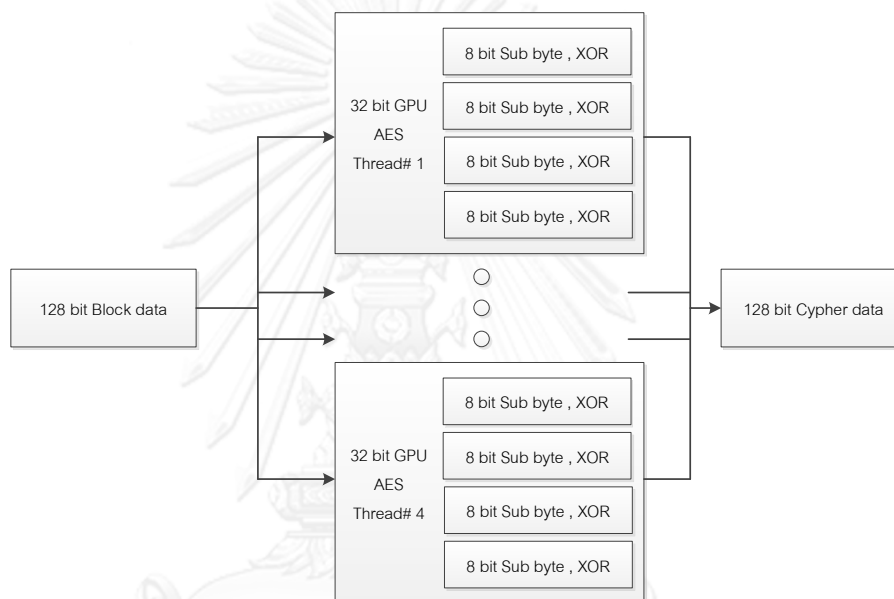 8 bit Sub byte , XOR
8 bit Sub byte , XOR
8 bit Sub byte , XOR
8 bit Sub byte , XOR
32 bit GPU
AES
Thread# 1
128 bit Block data
128 bit Cypher data
8 bit Sub byte , XOR
8 bit Sub byte , XOR
8 bit Sub byte , XOR
8 bit Sub byte , XOR
32 bit GPU
AES
Thread# 4